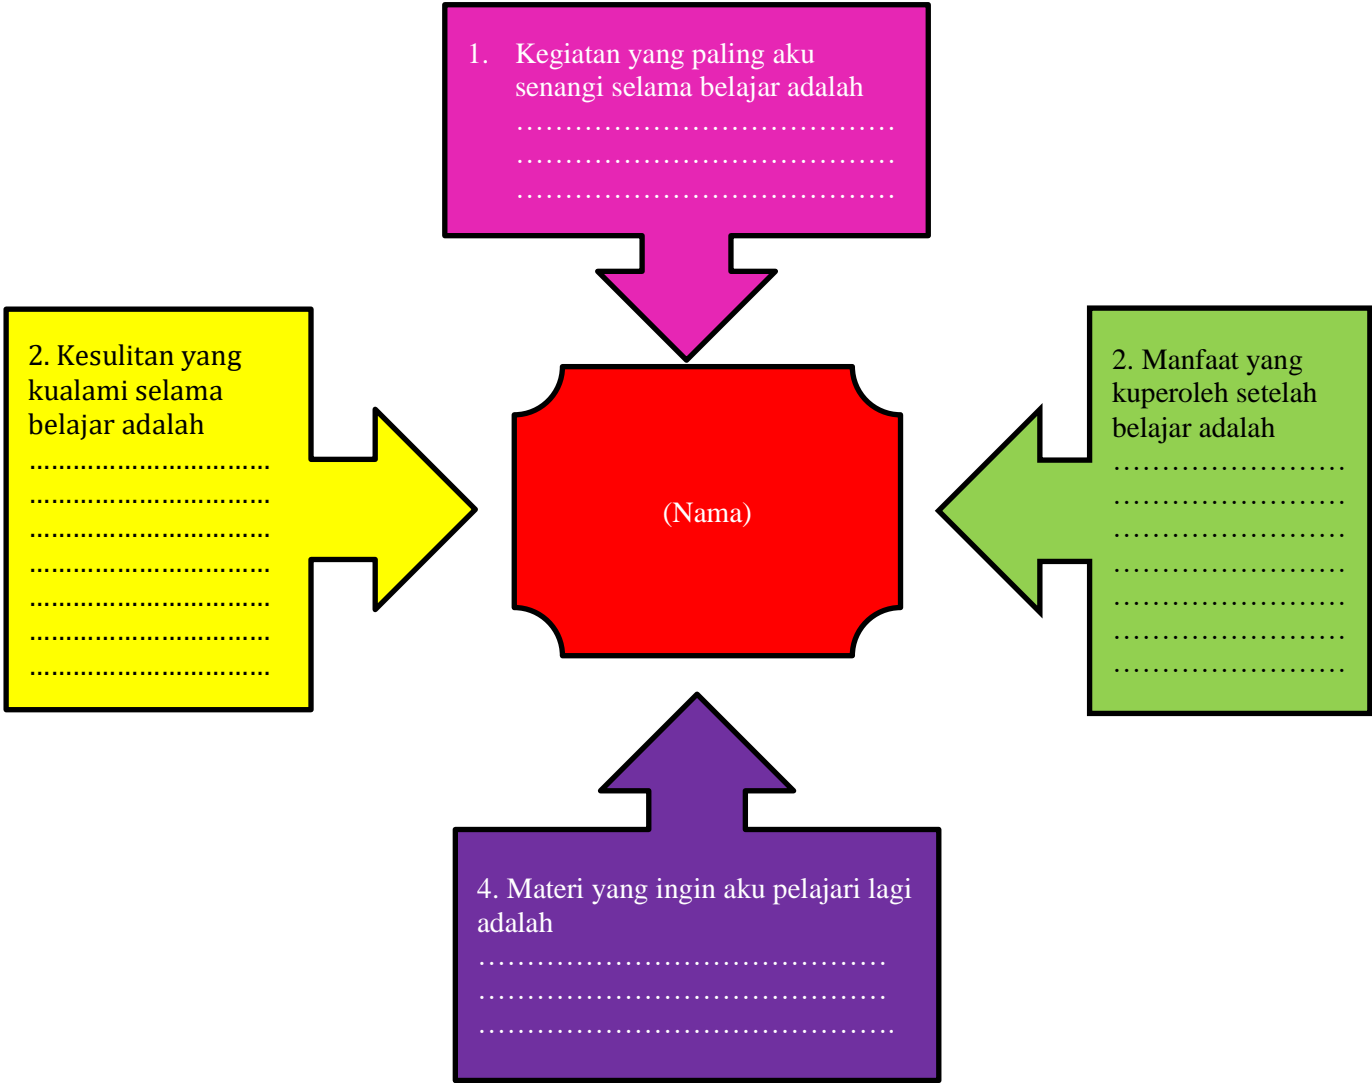 1. Kegiatan yang paling aku
senangi selama belajar adalah
……………………………………….
……………………………………….
……………………………………….
2. Kesulitan yang
kualami selama
belajar adalah
……………………………
……………………………
……………………………
……………………………
……………………………
……………………………
……………………………
(Nama)
2. Manfaat yang
kuperoleh setelah
belajar adalah
……………………
……………………
……………………
……………………
……………………
……………………
……………………
4. Materi yang ingin aku pelajari lagi
adalah
……………………………………
……………………………………
…………………………………….